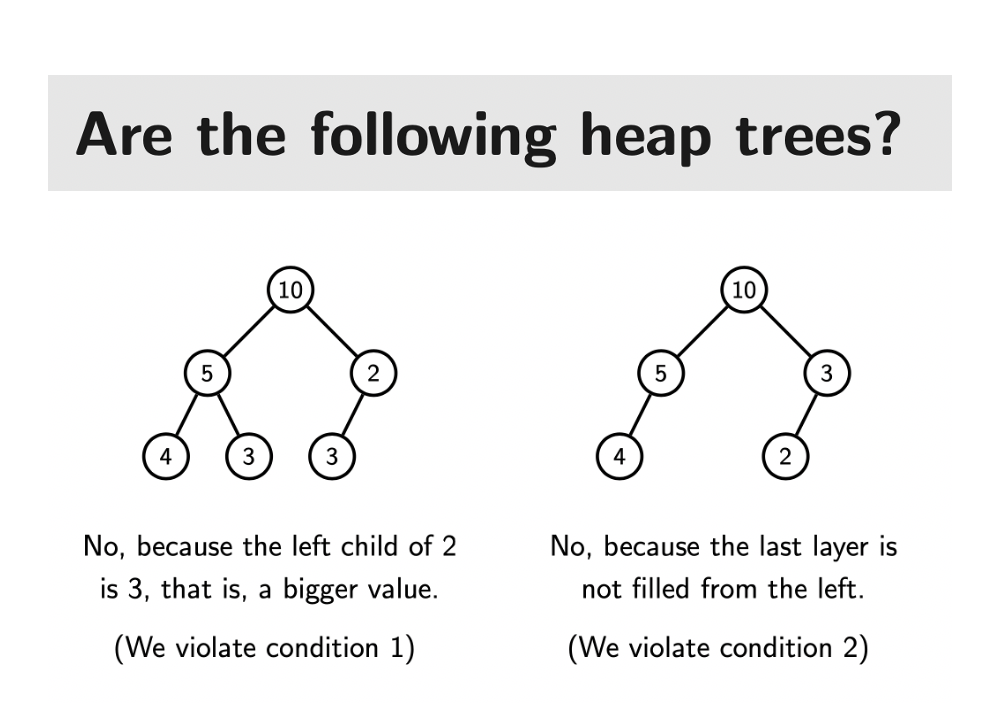 Are the following heap trees?
10
5
2
4
3
3
No, because the left child of 2
is 3, that is, a bigger value.
(We violate condition 1)
10
5
3
4
2
No, because the last layer is
not filled from the left.
(We violate condition 2)